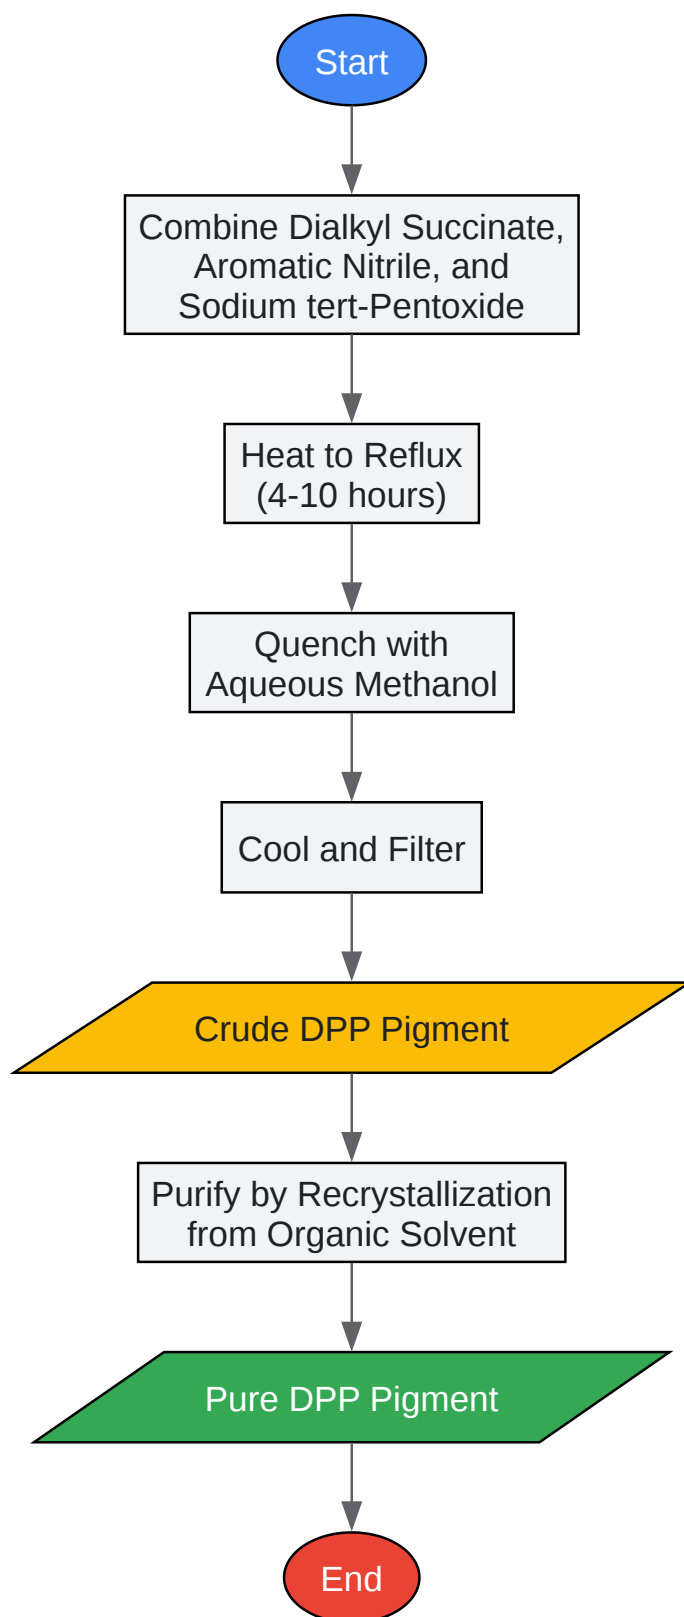 Start
Combine Dialkyl Succinate,
Aromatic Nitrile, and
Sodium tert-Pentoxide
Heat to Reflux
(4-10 hours)
Quench with
Aqueous Methanol
Cool and Filter
Crude DPP Pigment
Purify by Recrystallization
from Organic Solvent
Pure DPP Pigment
End